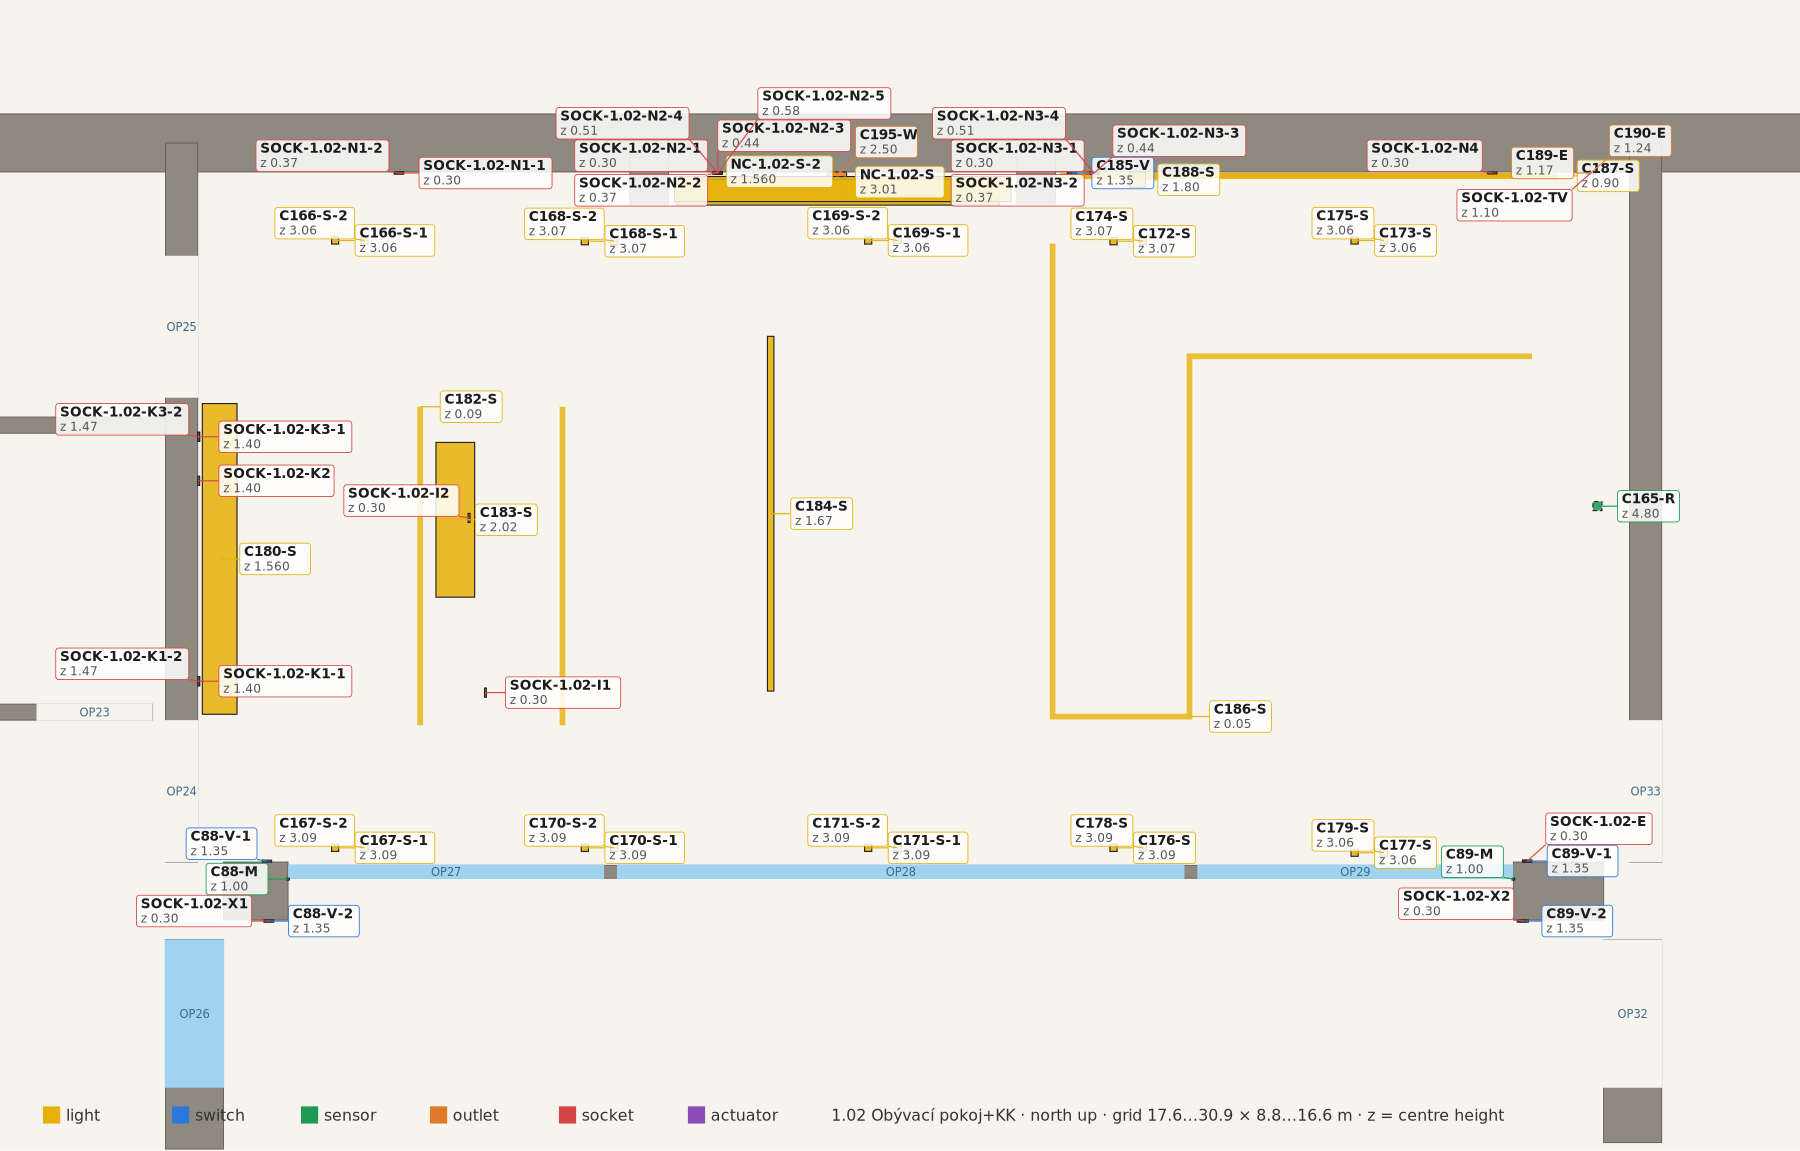 SOCK-1.02-N2-5
z 0.58
SOCK-1.02-N2-4
z 0.51
SOCK-1.02-N3-4
z 0.51
SOCK-1.02-N2-3
z 0.44
C195-W
z 2.50
SOCK-1.02-N3-3
z 0.44
C190-E
z 1.24
SOCK-1.02-N1-2
z 0.37
SOCK-1.02-N2-1
z 0.30
SOCK-1.02-N3-1
z 0.30
SOCK-1.02-N4
z 0.30
C189-E
z 1.17
SOCK-1.02-N1-1
z 0.30
NC-1.02-S-2
z 1.560
NC-1.02-S
z 3.01
C185-V
z 1.35
C188-S
z 1.80
C187-S
z 0.90
SOCK-1.02-N2-2
z 0.37
SOCK-1.02-N3-2
z 0.37
SOCK-1.02-TV
z 1.10
C166-S-2
z 3.06
C166-S-1
z 3.06
C168-S-2
z 3.07
C168-S-1
z 3.07
C169-S-2
z 3.06
C169-S-1
z 3.06
C174-S
z 3.07
C172-S
z 3.07
C175-S
z 3.06
C173-S
z 3.06
OP25
C182-S
z 0.09
SOCK-1.02-K3-2
z 1.47
SOCK-1.02-K3-1
z 1.40
SOCK-1.02-K2
z 1.40
SOCK-1.02-I2
z 0.30
C183-S
z 2.02
C184-S
z 1.67
C165-R
z 4.80
C180-S
z 1.560
SOCK-1.02-K1-2
z 1.47
SOCK-1.02-K1-1
z 1.40
SOCK-1.02-I1
z 0.30
OP23
C186-S
z 0.05
OP24
OP33
C88-V-1
z 1.35
C167-S-2
z 3.09
C167-S-1
z 3.09
C170-S-2
z 3.09
C170-S-1
z 3.09
C171-S-2
z 3.09
C171-S-1
z 3.09
C178-S
z 3.09
C176-S
z 3.09
C179-S
z 3.06
C177-S
z 3.06
SOCK-1.02-E
z 0.30
C89-M
z 1.00
C89-V-1
z 1.35
C88-M
z 1.00
OP27
OP28
OP29
SOCK-1.02-X1
z 0.30
C88-V-2
z 1.35
SOCK-1.02-X2
z 0.30
C89-V-2
z 1.35
OP26
OP32
light
switch
sensor
outlet
socket
actuator
1.02 Obývací pokoj+KK · north up · grid 17.6…30.9 × 8.8…16.6 m · z = centre height